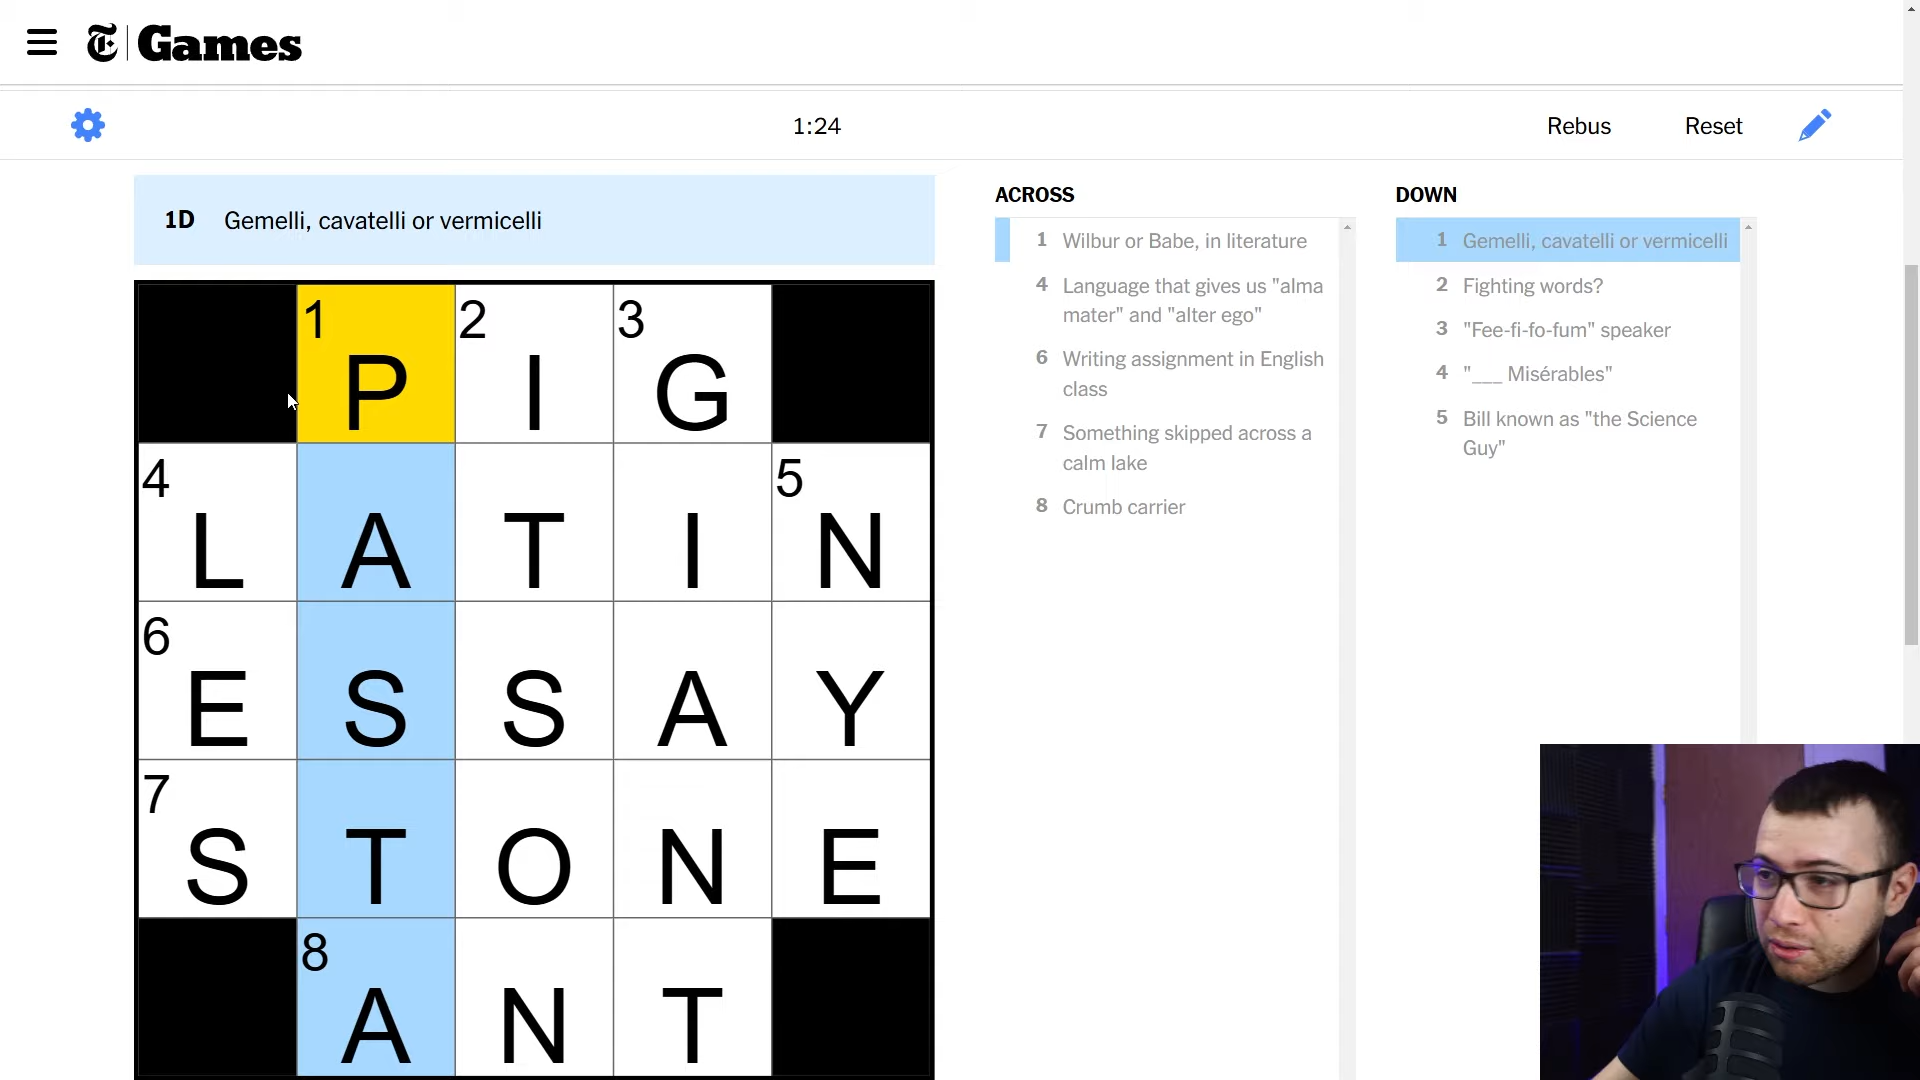 T Games
1:24
Rebus
Reset
1D Gemelli, cavatelli or vermicelli
1 P 2 I 3 G
4 L A T I 5 N
6 E S S A Y
7 S T O N E
8 A N T
ACROSS
1 Wilbur or Babe, in literature
4 Language that gives us "alma
mater" and "alter ego"
6 Writing assignment in English
class
7 Something skipped across a
calm lake
8 Crumb carrier
DOWN
1 Gemelli, cavatelli or vermicelli
2 Fighting words?
3 "Fee-fi-fo-fum" speaker
4 "___ Misérables"
5 Bill known as "the Science
Guy"